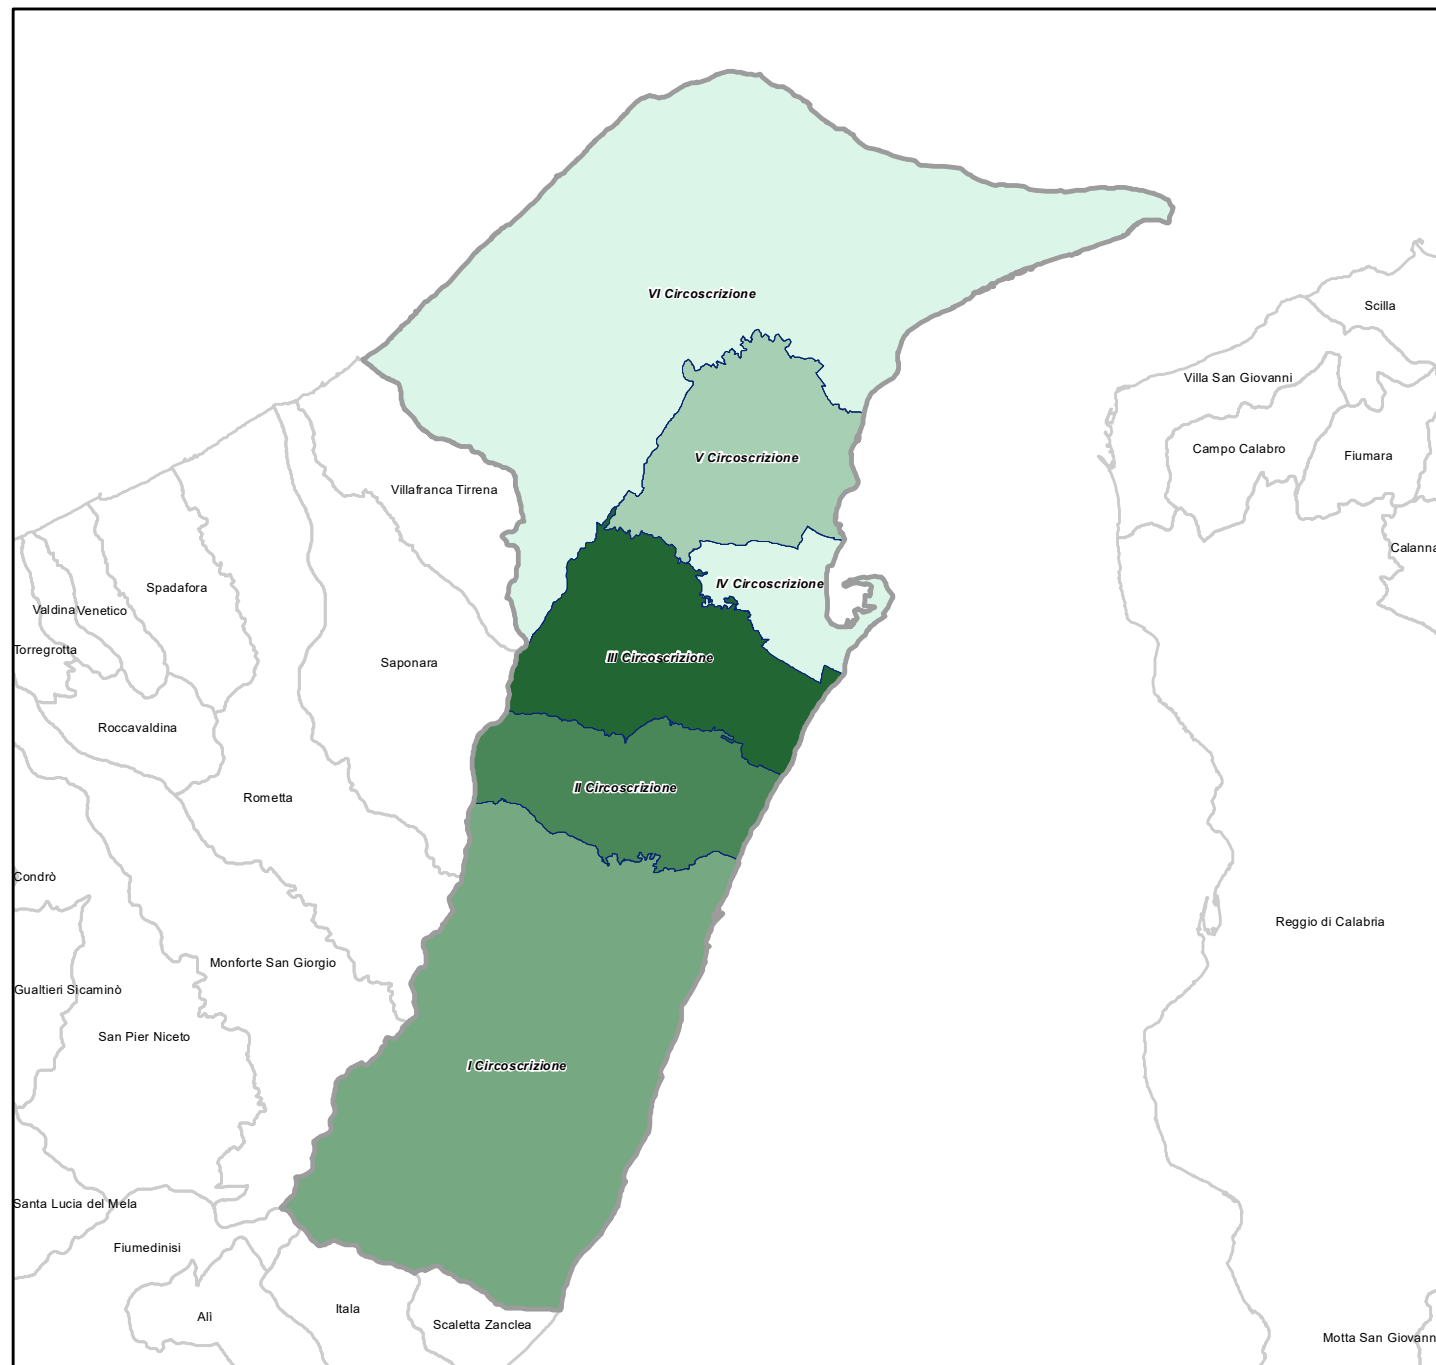 VI Circoscrizione
Scilla
Villa San Giovanni
V Circoscrizione
Campo Calabro
Fiumara
Villafranca Tirrena
Calanna
Spadafora
IV Circoscrizione
Valdina
Venetico
Torregrotta
III Circoscrizione
Saponara
Roccavaldina
II Circoscrizione
Rometta
Condrò
Reggio di Calabria
Monforte San Giorgio
Gualtieri Sicaminò
San Pier Niceto
I Circoscrizione
Santa Lucia del Mela
Fiumedinisi
Itala
Alì
Scaletta Zanclea
Motta San Giovann